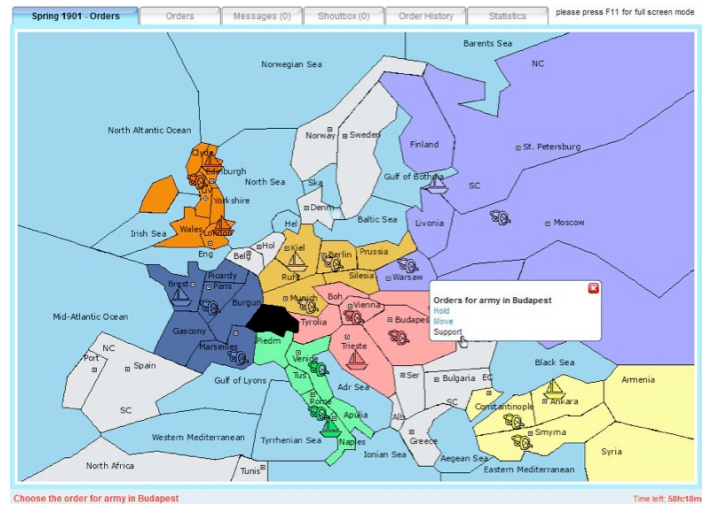 Spring 1901 - Orders
Orders
Messages (0)
Shoutbox (0)
Order History
Statistics
please press F11 for full screen mode
Barents Sea
Norwegian Sea
NC
North Altantic Ocean
Norway
Sweden
Finland
St. Petersburg
Clyde
Edinburgh
North Sea
Ska
Gulf of Bothnia
SC
Yorkshire
Denm
Baltic Sea
Livonia
Moscow
Irish Sea
Wales
London
Hel
Eng
Belg
Hol
Kiel
Berlin
Prussia
Ruhr
Silesia
Warsaw
Brest
Picardy
Paris
Burgun
Munich
Boh
Vienna
Orders for army in Budapest
Hold
Move
Support
Mid-Atlantic Ocean
Gascony
Marseilles
Piedm
Tyrolia
Budapes
Trieste
Venice
Black Sea
NC
Port
Spain
Gulf of Lyons
Tus
Adr Sea
Ser
Bulgaria
EC
Armenia
SC
Rome
Apulia
Alb
SC
Constantinople
Ankara
Western Mediterranean
Tyrrhenian Sea
Naples
Greece
Smyrna
Ionian Sea
Aegean Sea
Syria
North Africa
Tunis
Eastern Mediterranean
Choose the order for army in Budapest
Time left: 58h:18m